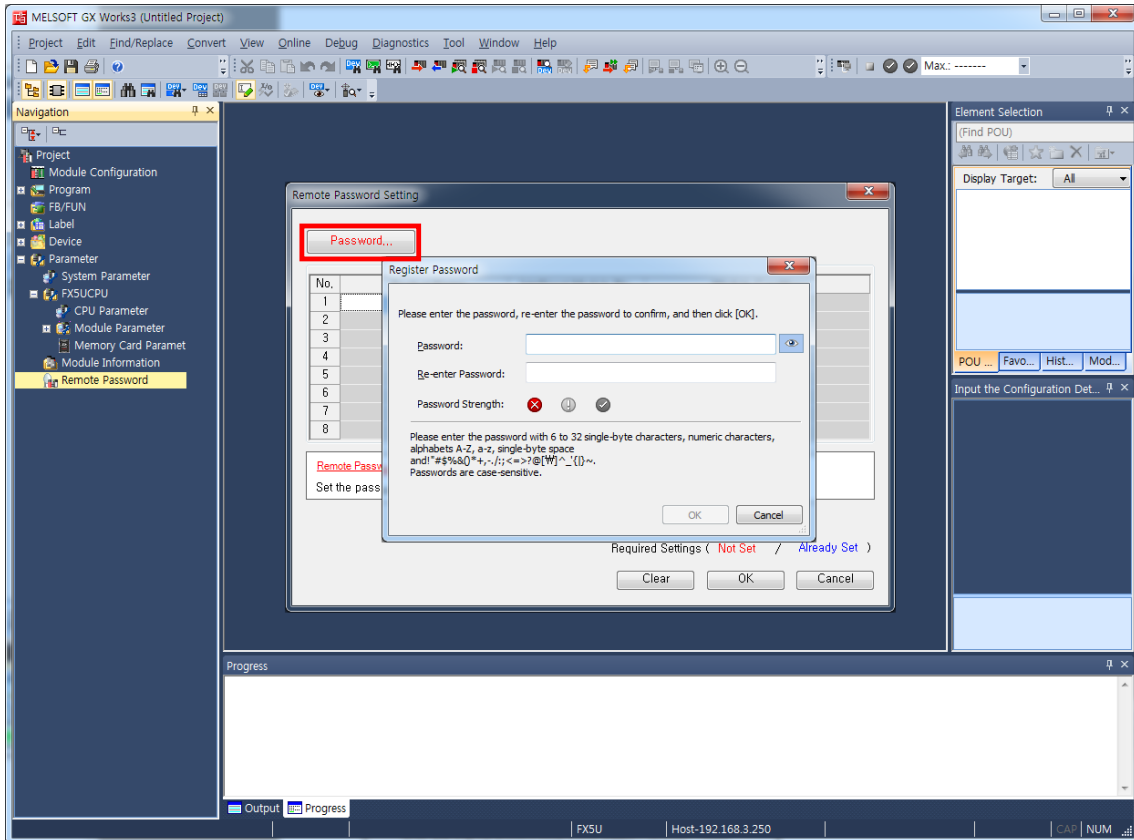 MELSOFT GX Works3 (Untitled Project)
Project Edit Find/Replace Convert View Online Debug Diagnostics Tool Window Help
Max.: -------
Navigation
Project
Module Configuration
Program
FB/FUN
Label
Device
Parameter
System Parameter
FX5UCPU
CPU Parameter
Module Parameter
Memory Card Paramet
Module Information
Remote Password
Remote Password Setting
Password...
No.
1
2
3
4
5
6
7
8
Remote Passw
Set the pass
Register Password
Please enter the password, re-enter the password to confirm, and then click [OK].
Password:
Re-enter Password:
Password Strength:
Please enter the password with 6 to 32 single-byte characters, numeric characters,
alphabets A-Z, a-z, single-byte space
and!"#$%&()*+,-./:;<=>?@[₩]^_'{|}~.
Passwords are case-sensitive.
OK Cancel
Required Settings ( Not Set / Already Set )
Clear OK Cancel
Element Selection
(Find POU)
Display Target: All
POU ... Favo... Hist... Mod...
Input the Configuration Det...
Progress
Output Progress
FX5U Host-192.168.3.250 CAP NUM